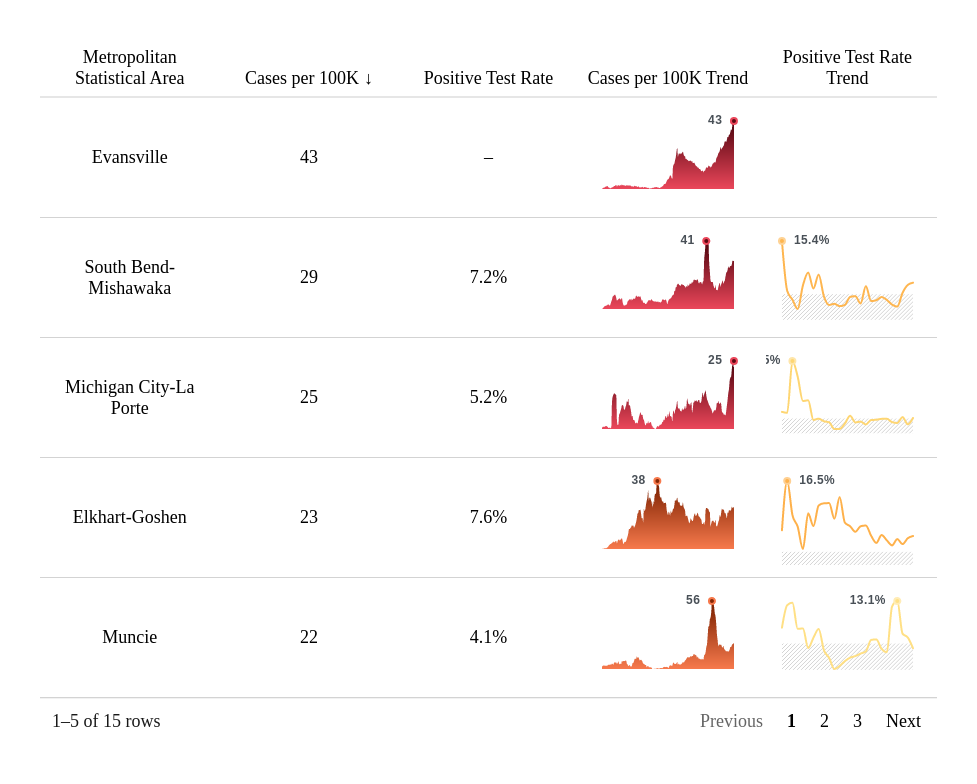 Metropolitan
Statistical Area
Cases per 100K ↓
Positive Test Rate
Cases per 100K Trend
Positive Test Rate
Trend
Evansville
43
–
43
South Bend-
Mishawaka
29
7.2%
41
15.4%
Michigan City-La
Porte
25
5.2%
25
5%
Elkhart-Goshen
23
7.6%
38
16.5%
Muncie
22
4.1%
56
13.1%
1–5 of 15 rows
Previous
1
2
3
Next